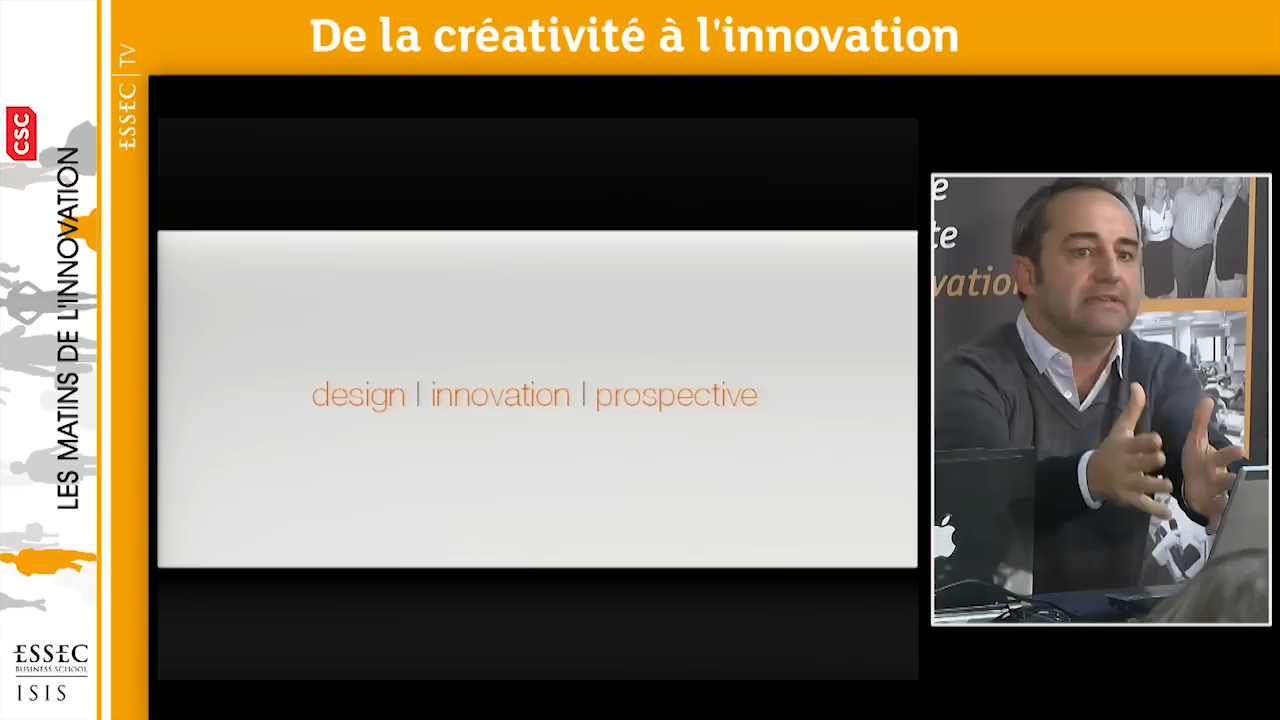 De la créativité à l'innovation
ESSEC | TV
CSC
LES MATINS DE L'INNOVATION
design | innovation | prospective
ESSEC
BUSINESS SCHOOL
ISIS